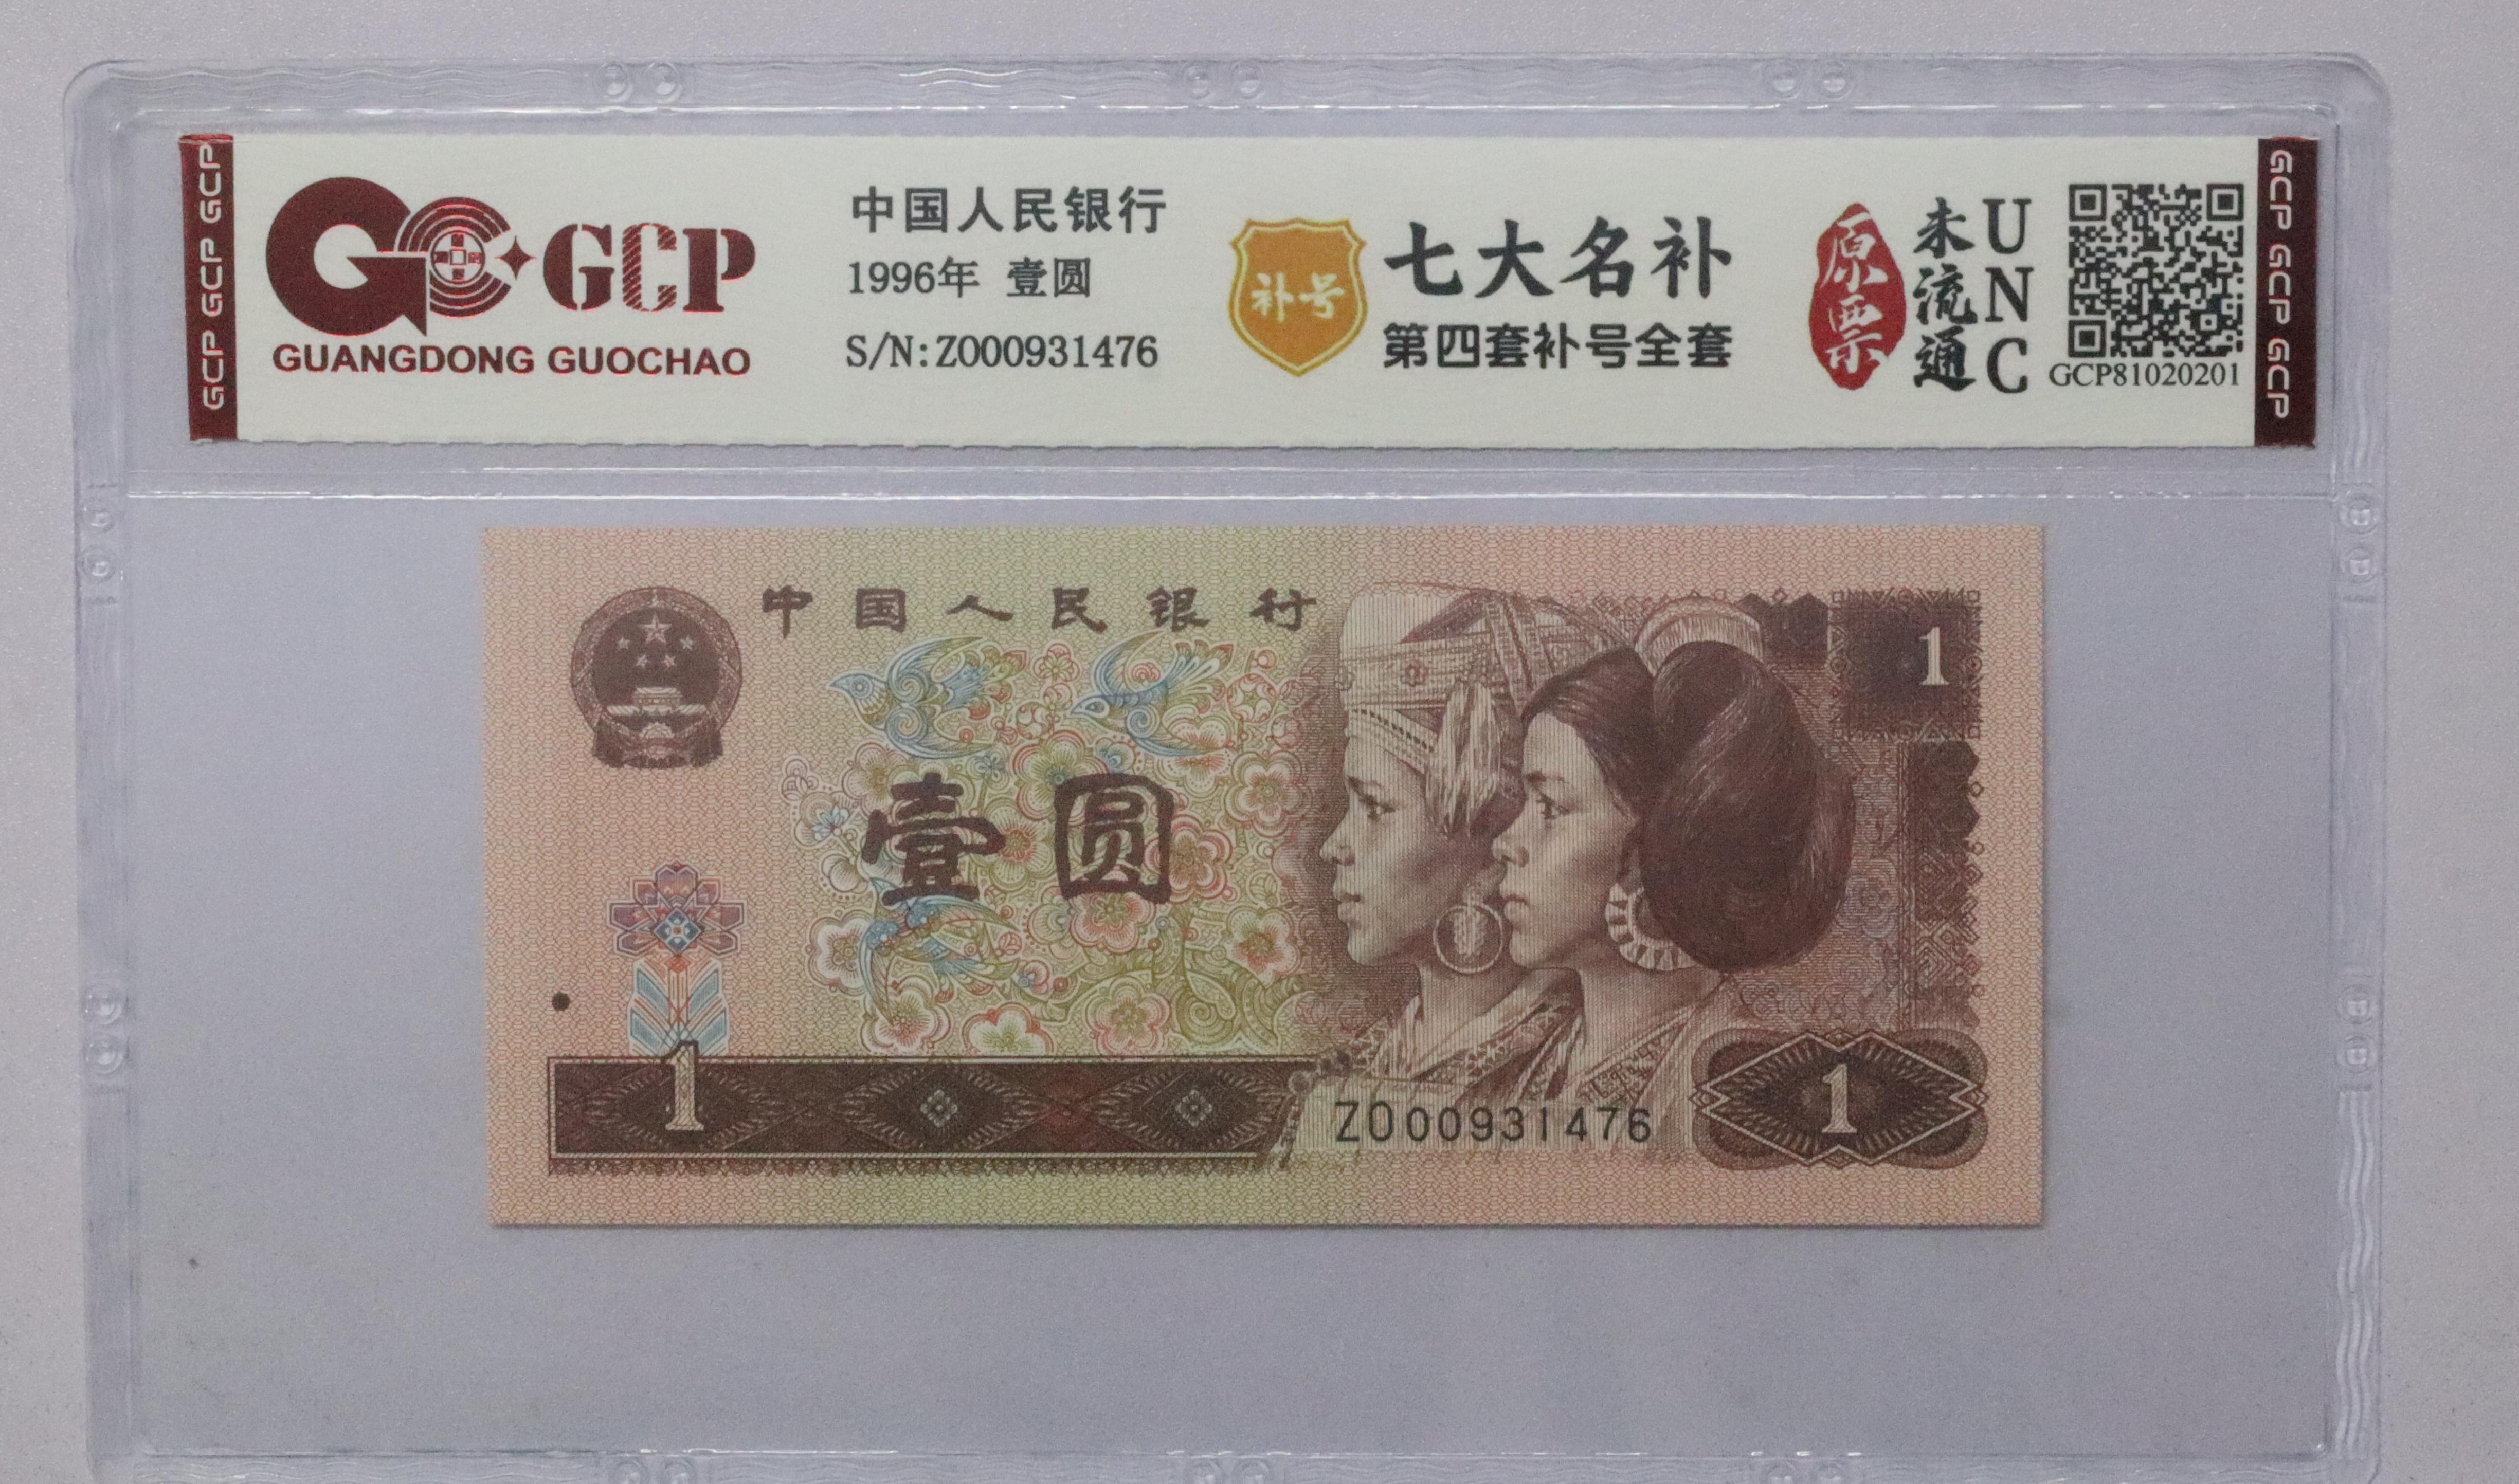 GCP GCP GCP
GCP
GUANGDONG GUOCHAO
中国人民银行
1996年 壹圆
S/N:ZO00931476
补号
七大名补
第四套补号全套
原票
未流通
UNC
GCP81020201
GCP GCP GCP
中国人民银行
1
壹圆
1
ZO00931476
1